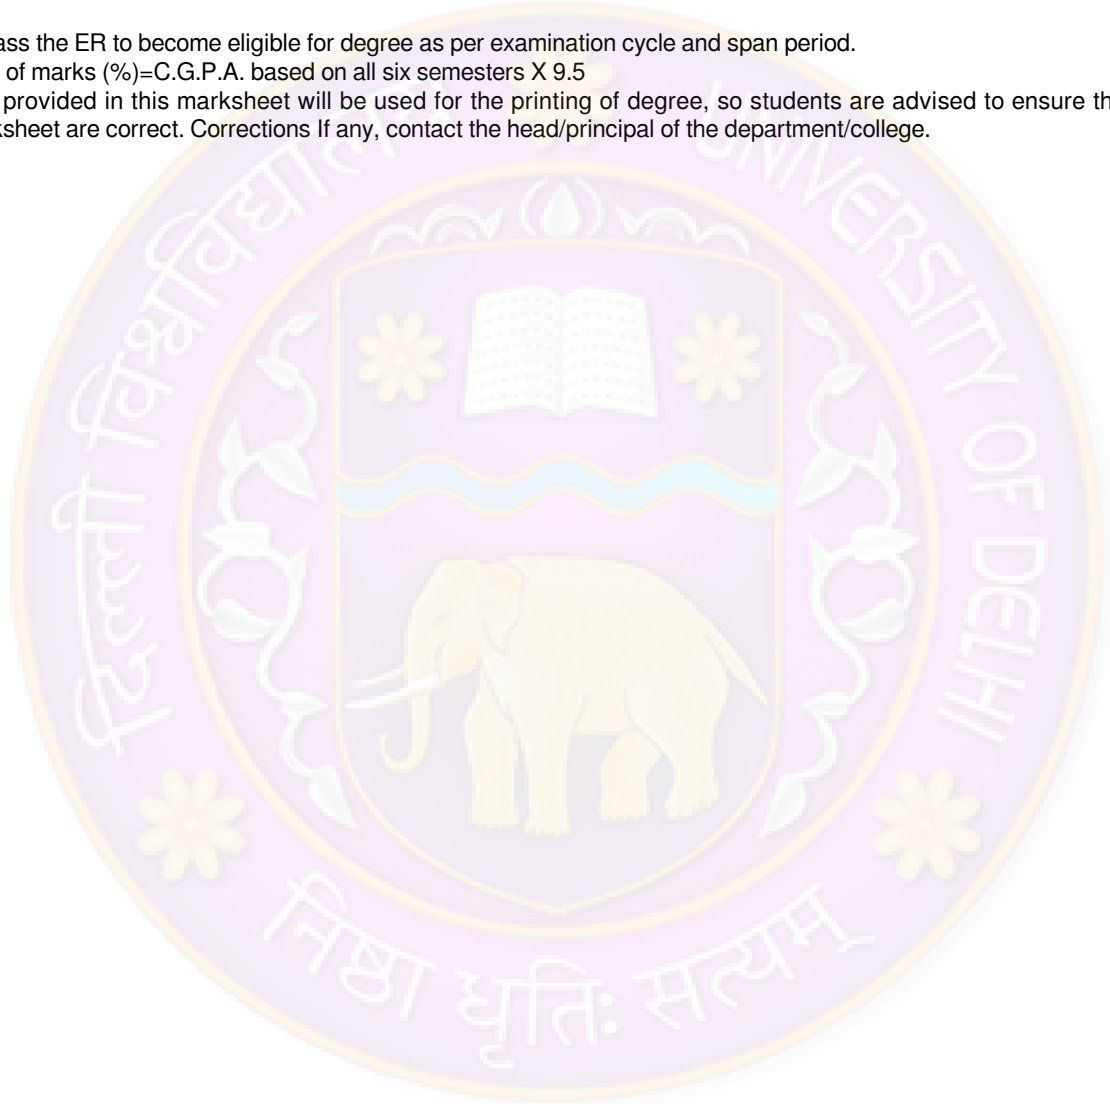 ass the ER to become eligible for degree as per examination cycle and span period.
of marks (%)=C.G.P.A. based on all six semesters X 9.5
provided in this marksheet will be used for the printing of degree, so students are advised to ensure th
ksheet are correct. Corrections If any, contact the head/principal of the department/college.
दिल्ली विश्वविद्यालय
UNIVERSITY OF DELHI
निष्ठा धृतिः सत्यम्